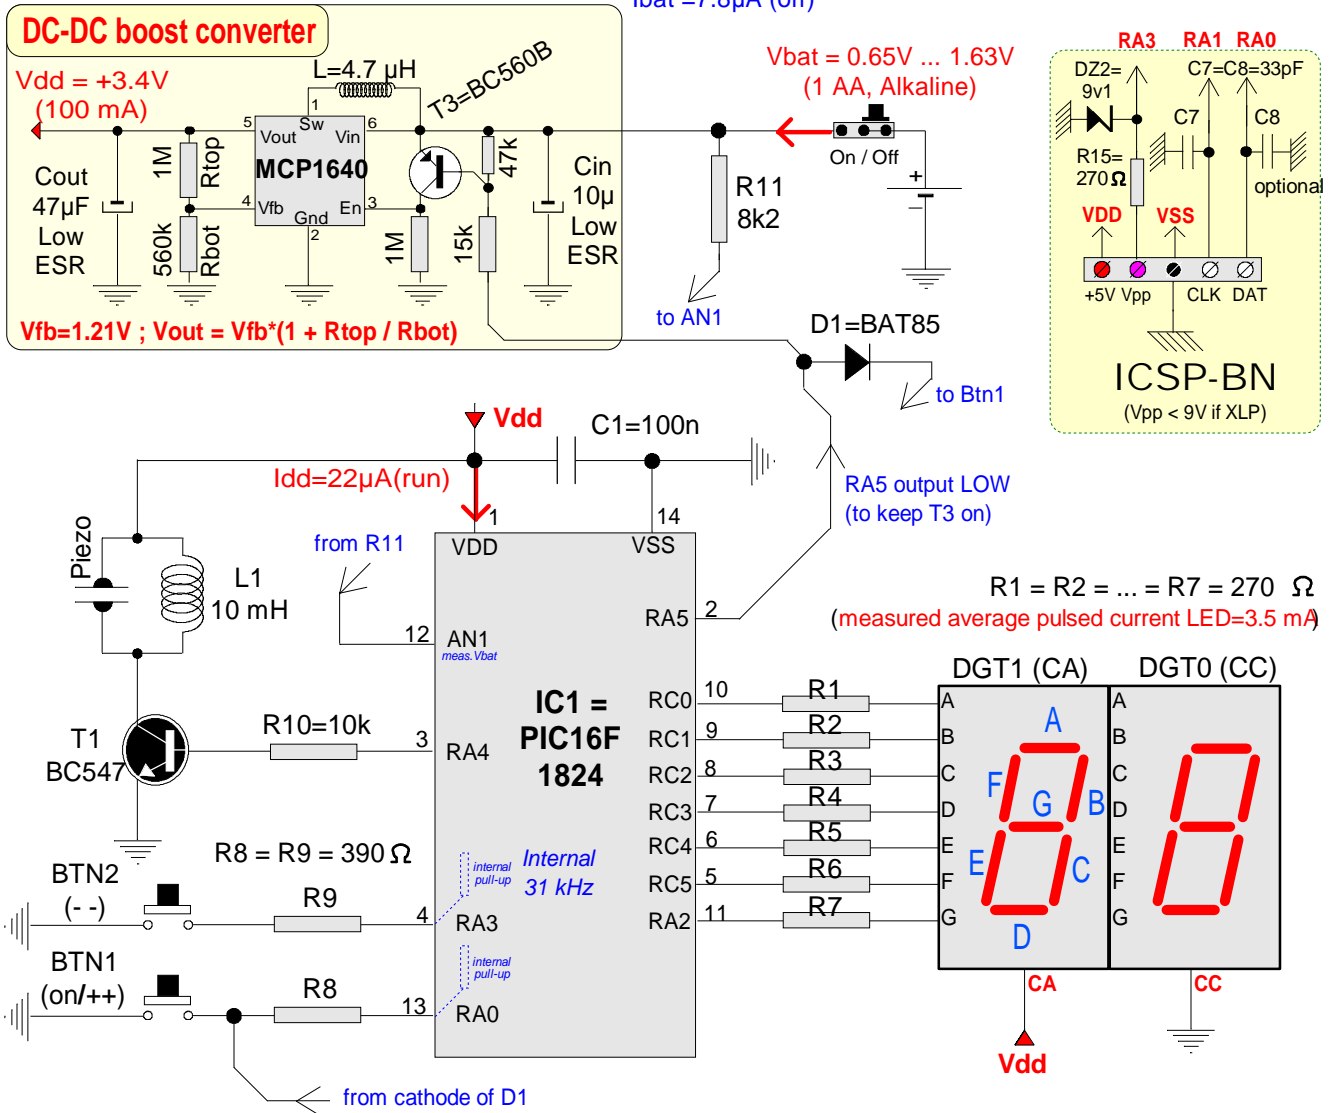 Ibat =7.8µA (off)
DC-DC boost converter
Vdd = +3.4V
(100 mA)
L=4.7 µH
T3=BC560B
1
Sw
5
Vout
Vin
6
MCP1640
4
Vfb
En
3
Gnd
2
1M
Rtop
560k
Rbot
Cout
47µF
Low
ESR
47k
1M
15k
Cin
10µ
Low
ESR
Vfb=1.21V ; Vout = Vfb*(1 + Rtop / Rbot)
Vbat = 0.65V ... 1.63V
(1 AA, Alkaline)
On / Off
+
R11
8k2
to AN1
D1=BAT85
to Btn1
RA3
RA1
RA0
DZ2=
9v1
C7=C8=33pF
C7
C8
R15=
270 Ω
optional
VDD
VSS
+5V
Vpp
CLK
DAT
ICSP-BN
(Vpp < 9V if XLP)
Vdd
C1=100n
Idd=22µA(run)
RA5 output LOW
(to keep T3 on)
1
14
VDD
VSS
from R11
Piezo
L1
10 mH
12
AN1
meas.Vbat
RA5
2
R1 = R2 = ... = R7 = 270 Ω
(measured average pulsed current LED=3.5 mA)
DGT1 (CA)
DGT0 (CC)
IC1 =
PIC16F
1824
T1
BC547
R10=10k
3
RA4
RC0
10
R1
A
RC1
9
R2
B
RC2
8
R3
C
RC3
7
R4
D
RC4
6
R5
E
RC5
5
R6
F
RA2
11
R7
G
A
F
G
B
E
C
D
A
B
C
D
E
F
G
CA
CC
Vdd
R8 = R9 = 390 Ω
internal
pull-up
Internal
31 kHz
BTN2
(- -)
R9
4
RA3
internal
pull-up
BTN1
(on/++)
R8
13
RA0
from cathode of D1